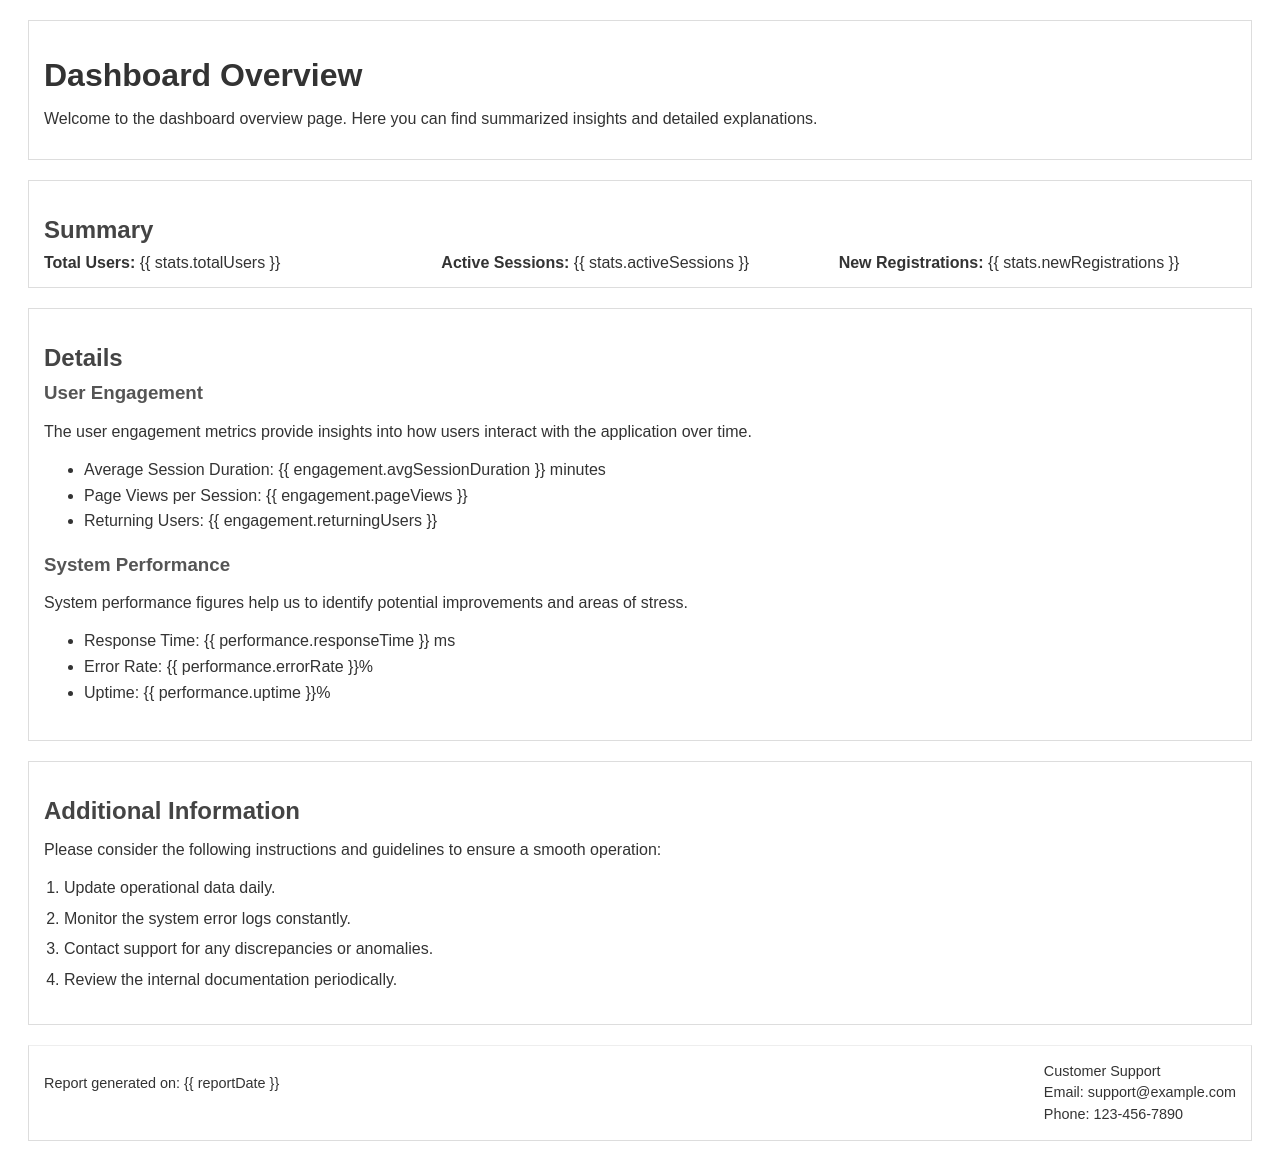 Dashboard Overview
Welcome to the dashboard overview page. Here you can find summarized insights and detailed explanations.
Summary
Total Users: {{ stats.totalUsers }}
Active Sessions: {{ stats.activeSessions }}
New Registrations: {{ stats.newRegistrations }}
Details
User Engagement
The user engagement metrics provide insights into how users interact with the application over time.
• Average Session Duration: {{ engagement.avgSessionDuration }} minutes
• Page Views per Session: {{ engagement.pageViews }}
• Returning Users: {{ engagement.returningUsers }}
System Performance
System performance figures help us to identify potential improvements and areas of stress.
• Response Time: {{ performance.responseTime }} ms
• Error Rate: {{ performance.errorRate }}%
• Uptime: {{ performance.uptime }}%
Additional Information
Please consider the following instructions and guidelines to ensure a smooth operation:
1. Update operational data daily.
2. Monitor the system error logs constantly.
3. Contact support for any discrepancies or anomalies.
4. Review the internal documentation periodically.
Report generated on: {{ reportDate }}
Customer Support
Email: support@example.com
Phone: 123-456-7890